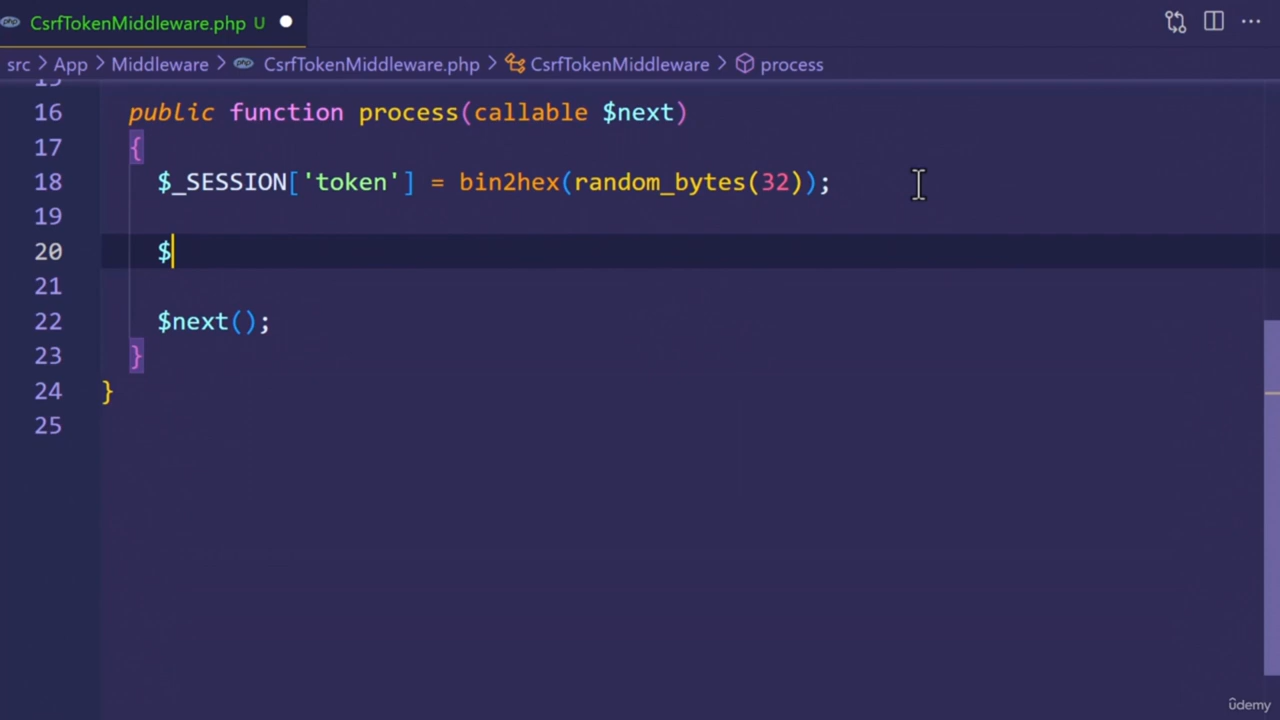 CsrfTokenMiddleware.php U
src > App > Middleware > CsrfTokenMiddleware.php > CsrfTokenMiddleware > process
15
16 public function process(callable $next)
17 {
18 $_SESSION['token'] = bin2hex(random_bytes(32));
19
20 $
21
22 $next();
23 }
24 }
25
ûdemy